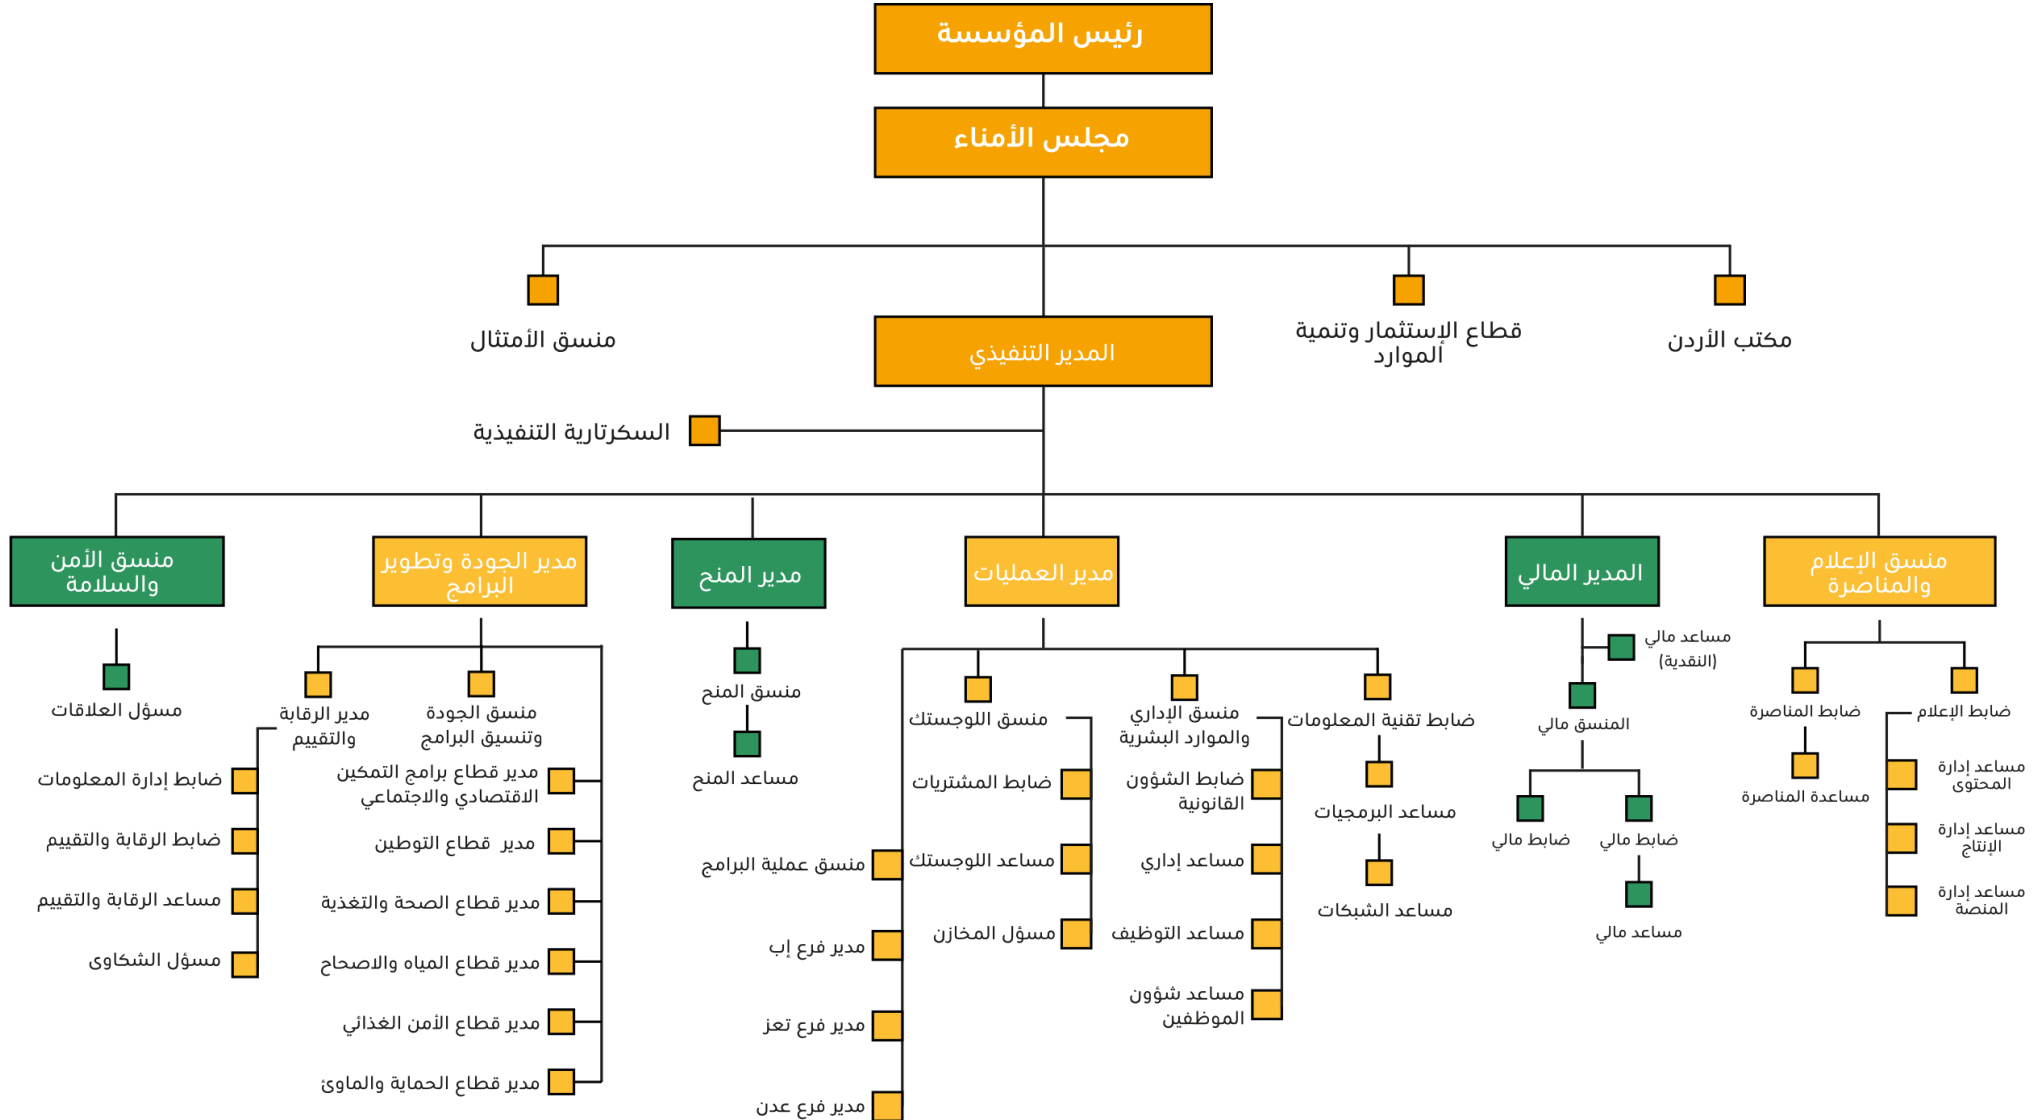 رئيس المؤسسة
مجلس الأمناء
مكتب الأردن
قطاع الإستثمار وتنمية
الموارد
منسق الأمتثال
المدير التنفيذي
السكرتارية التنفيذية
منسق الإعلام
والمناصرة
المدير المالي
مدير العمليات
مدير المنح
مدير الجودة وتطوير
البرامج
منسق الأمن
والسلامة
ضابط الإعلام
مساعد إدارة
المحتوى
مساعد إدارة
الإنتاج
مساعد إدارة
المنصة
ضابط المناصرة
مساعدة المناصرة
مساعد مالي
(النقدية)
المنسق مالي
ضابط مالي
ضابط مالي
مساعد مالي
ضابط تقنية المعلومات
مساعد البرمجيات
مساعد الشبكات
منسق الإداري
والموارد البشرية
ضابط الشؤون
القانونية
مساعد إداري
مساعد التوظيف
مساعد شؤون
الموظفين
منسق اللوجستك
ضابط المشتريات
مساعد اللوجستك
مسؤل المخازن
منسق عملية البرامج
مدير فرع إب
مدير فرع تعز
مدير فرع عدن
منسق المنح
مساعد المنح
منسق الجودة
وتنسيق البرامج
مدير قطاع برامج التمكين
الاقتصادي والاجتماعي
مدير قطاع التوطين
مدير قطاع الصحة والتغذية
مدير قطاع المياه والاصحاح
مدير قطاع الأمن الغذائي
مدير قطاع الحماية والماوئ
مدير الرقابة
والتقييم
ضابط إدارة المعلومات
ضابط الرقابة والتقييم
مساعد الرقابة والتقييم
مسؤل الشكاوى
مسؤل العلاقات